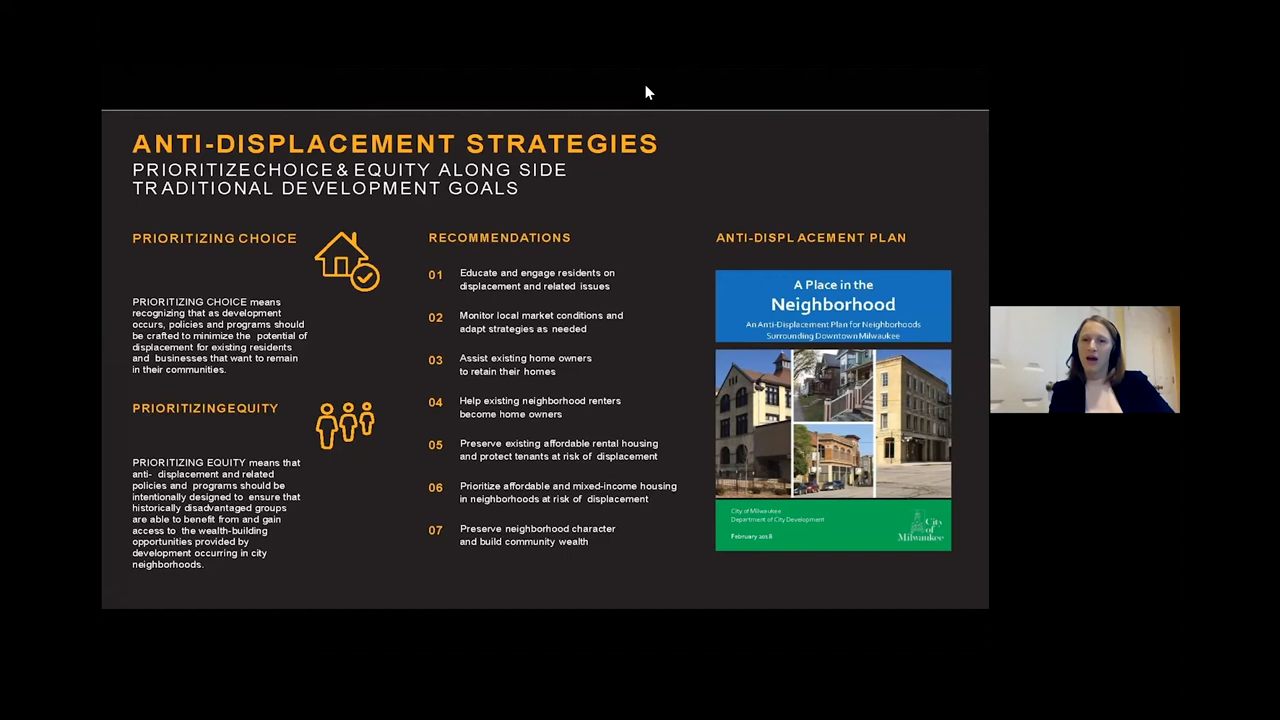 ANTI-DISPLACEMENT STRATEGIES
PRIORITIZE CHOICE & EQUITY ALONG SIDE
TRADITIONAL DEVELOPMENT GOALS
PRIORITIZING CHOICE
PRIORITIZING CHOICE means
recognizing that as development
occurs, policies and programs should
be crafted to minimize the potential of
displacement for existing residents
and businesses that want to remain
in their communities.
PRIORITIZING EQUITY
PRIORITIZING EQUITY means that
anti- displacement and related
policies and programs should be
intentionally designed to ensure that
historically disadvantaged groups
are able to benefit from and gain
access to the wealth-building
opportunities provided by
development occurring in city
neighborhoods.
RECOMMENDATIONS
01 Educate and engage residents on
displacement and related issues
02 Monitor local market conditions and
adapt strategies as needed
03 Assist existing home owners
to retain their homes
04 Help existing neighborhood renters
become home owners
05 Preserve existing affordable rental housing
and protect tenants at risk of displacement
06 Prioritize affordable and mixed-income housing
in neighborhoods at risk of displacement
07 Preserve neighborhood character
and build community wealth
ANTI-DISPLACEMENT PLAN
A Place in the
Neighborhood
An Anti-Displacement Plan for Neighborhoods
Surrounding Downtown Milwaukee
City of Milwaukee
Department of City Development
February 2018
City
of
Milwaukee